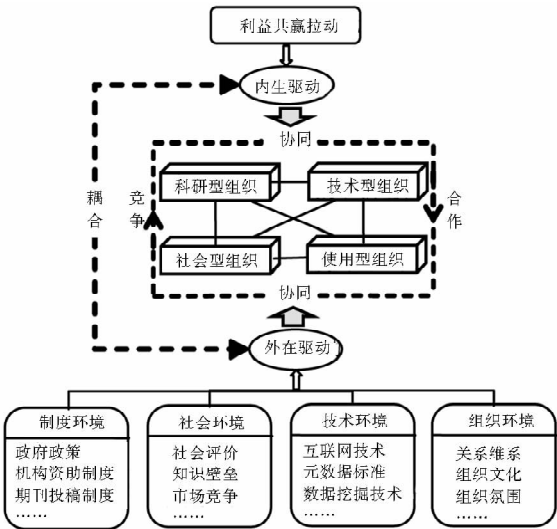 利益共赢拉动
内生驱动
协同
科研型组织
技术型组织
耦合
竞争
合作
社会型组织
使用型组织
协同
外在驱动
制度环境
政府政策
机构资助制度
期刊投稿制度
……
社会环境
社会评价
知识壁垒
市场竞争
……
技术环境
互联网技术
元数据标准
数据挖掘技术
……
组织环境
关系维系
组织文化
组织氛围
……